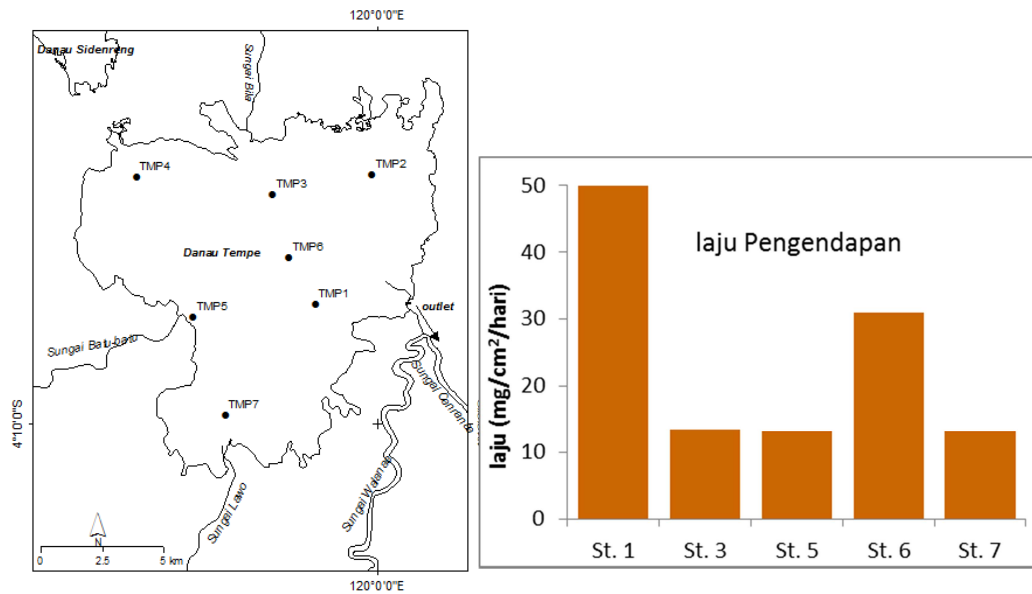 120°0'0"E
Danau Sidenreng
Sungai Bila
TMP4
TMP2
TMP3
Danau Tempe
TMP6
TMP1
outlet
TMP5
Sungai Batu-batu
Sungai Cenranae
TMP7
4°10'0"S
Sungai Walanae
Sungai Lawo
N
0 2.5 5 km
120°0'0"E
laju Pengendapan
laju (mg/cm²/hari)
50
40
30
20
10
0
St. 1 St. 3 St. 5 St. 6 St. 7